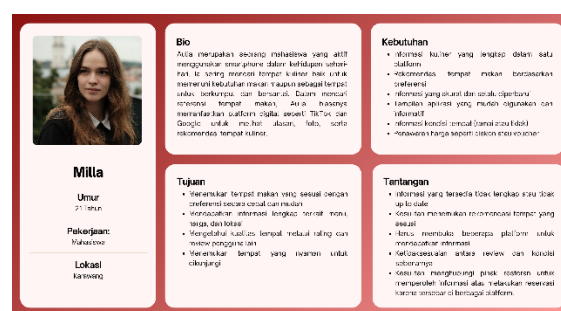 Milla
Umur
21 Tahun
Pekerjaan:
Mahasiswa
Lokasi
Karawang
Bio
Aulia merupakan seorang mahasiswa yang aktif
menggunakan smartphone dalam kehidupan sehari-
hari. Ia sering mencari tempat kuliner baik untuk
memenuhi kebutuhan makan maupun sebagai tempat
untuk berkumpul dan bersantai. Dalam mencari
referensi tempat makan, Aulia biasanya
memanfaatkan platform digital seperti TikTok dan
Google untuk melihat ulasan, foto, serta
rekomendasi tempat kuliner.
Kebutuhan
• Informasi kuliner yang lengkap dalam satu
platform
• Rekomendasi tempat makan berdasarkan
preferensi
• Informasi yang akurat dan selalu diperbarui
• Tampilan aplikasi yang mudah digunakan dan
informatif
• Informasi kondisi tempat (ramai atau tidak)
• Penawaran harga seperti diskon atau voucher
Tujuan
• Menemukan tempat makan yang sesuai dengan
preferensi secara cepat dan mudah
• Mendapatkan informasi lengkap terkait menu,
harga, dan lokasi
• Mengetahui kualitas tempat melalui rating dan
review pengguna lain
• Menemukan tempat yang nyaman untuk
dikunjungi
Tantangan
• Informasi yang tersedia tidak lengkap atau tidak
up to date
• Kesulitan menemukan rekomendasi tempat yang
sesuai
• Harus membuka beberapa platform untuk
mendapatkan informasi
• Ketidaksesuaian antara review dan kondisi
sebenarnya
• Kesulitan menghubungi pihak restoran untuk
memperoleh informasi atau melakukan reservasi
karena tersebar di berbagai platform.